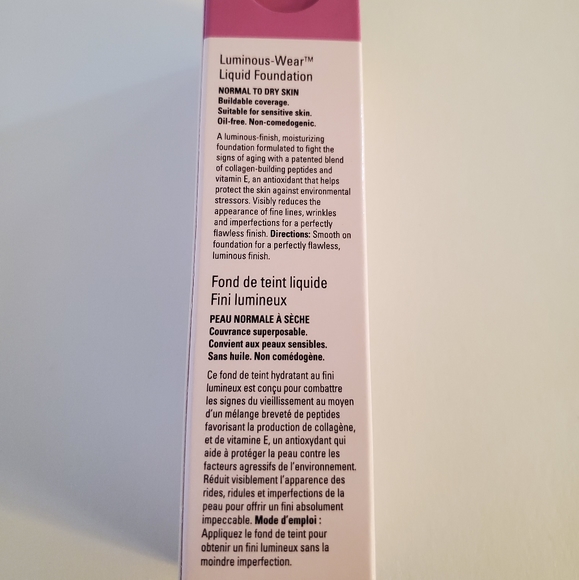 Luminous-Wear™
Liquid Foundation
NORMAL TO DRY SKIN
Buildable coverage.
Suitable for sensitive skin.
Oil-free. Non-comedogenic.
A luminous-finish, moisturizing
foundation formulated to fight the
signs of aging with a patented blend
of collagen-building peptides and
vitamin E, an antioxidant that helps
protect the skin against environmental
stressors. Visibly reduces the
appearance of fine lines, wrinkles
and imperfections for a perfectly
flawless finish. Directions: Smooth on
foundation for a perfectly flawless,
luminous finish.
Fond de teint liquide
Fini lumineux
PEAU NORMALE À SÈCHE
Couvrance superposable.
Convient aux peaux sensibles.
Sans huile. Non comédogène.
Ce fond de teint hydratant au fini
lumineux est conçu pour combattre
les signes du vieillissement au moyen
d'un mélange breveté de peptides
favorisant la production de collagène,
et de vitamine E, un antioxydant qui
aide à protéger la peau contre les
facteurs agressifs de l'environnement.
Réduit visiblement l'apparence des
rides, ridules et imperfections de la
peau pour offrir un fini absolument
impeccable. Mode d'emploi :
Appliquez le fond de teint pour
obtenir un fini lumineux sans la
moindre imperfection.